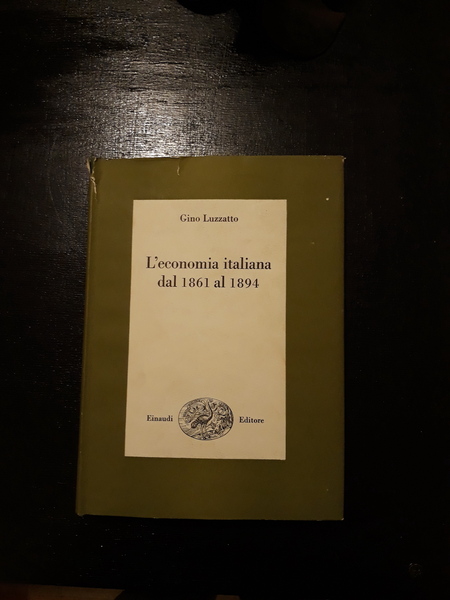 Gino Luzzatto
L'economia italiana
dal 1861 al 1894
Einaudi Editore